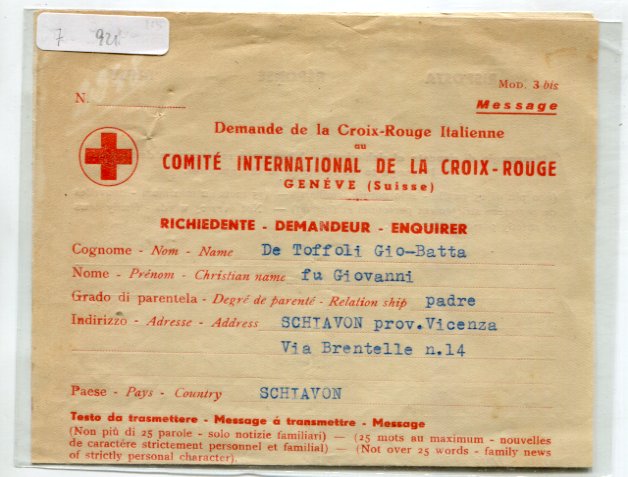 7 921
N.
MOD. 3 bis
Message
Demande de la Croix-Rouge Italienne
au
COMITÉ INTERNATIONAL DE LA CROIX-ROUGE
GENÈVE (Suisse)
RICHIEDENTE - DEMANDEUR - ENQUIRER
Cognome - Nom - Name De Toffoli Gio-Batta
Nome - Prénom - Christian name fu Giovanni
Grado di parentela - Degré de parenté - Relation ship padre
Indirizzo - Adresse - Address SCHIAVON prov.Vicenza
Via Brentelle n.14
Paese - Pays - Country SCHIAVON
Testo da trasmettere - Message á transmettre - Message
(Non più di 25 parole - solo notizie familiari) — (25 mots au maximum - nouvelles
de caractère strictement personnel et familial) — (Not over 25 words - family news
of strictly personal character).